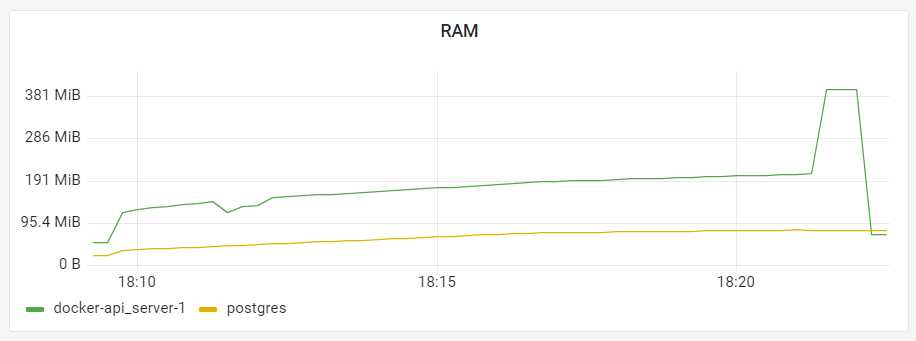 RAM
381 MiB
286 MiB
191 MiB
95.4 MiB
0 B
18:10 18:15 18:20
docker-api_server-1 postgres